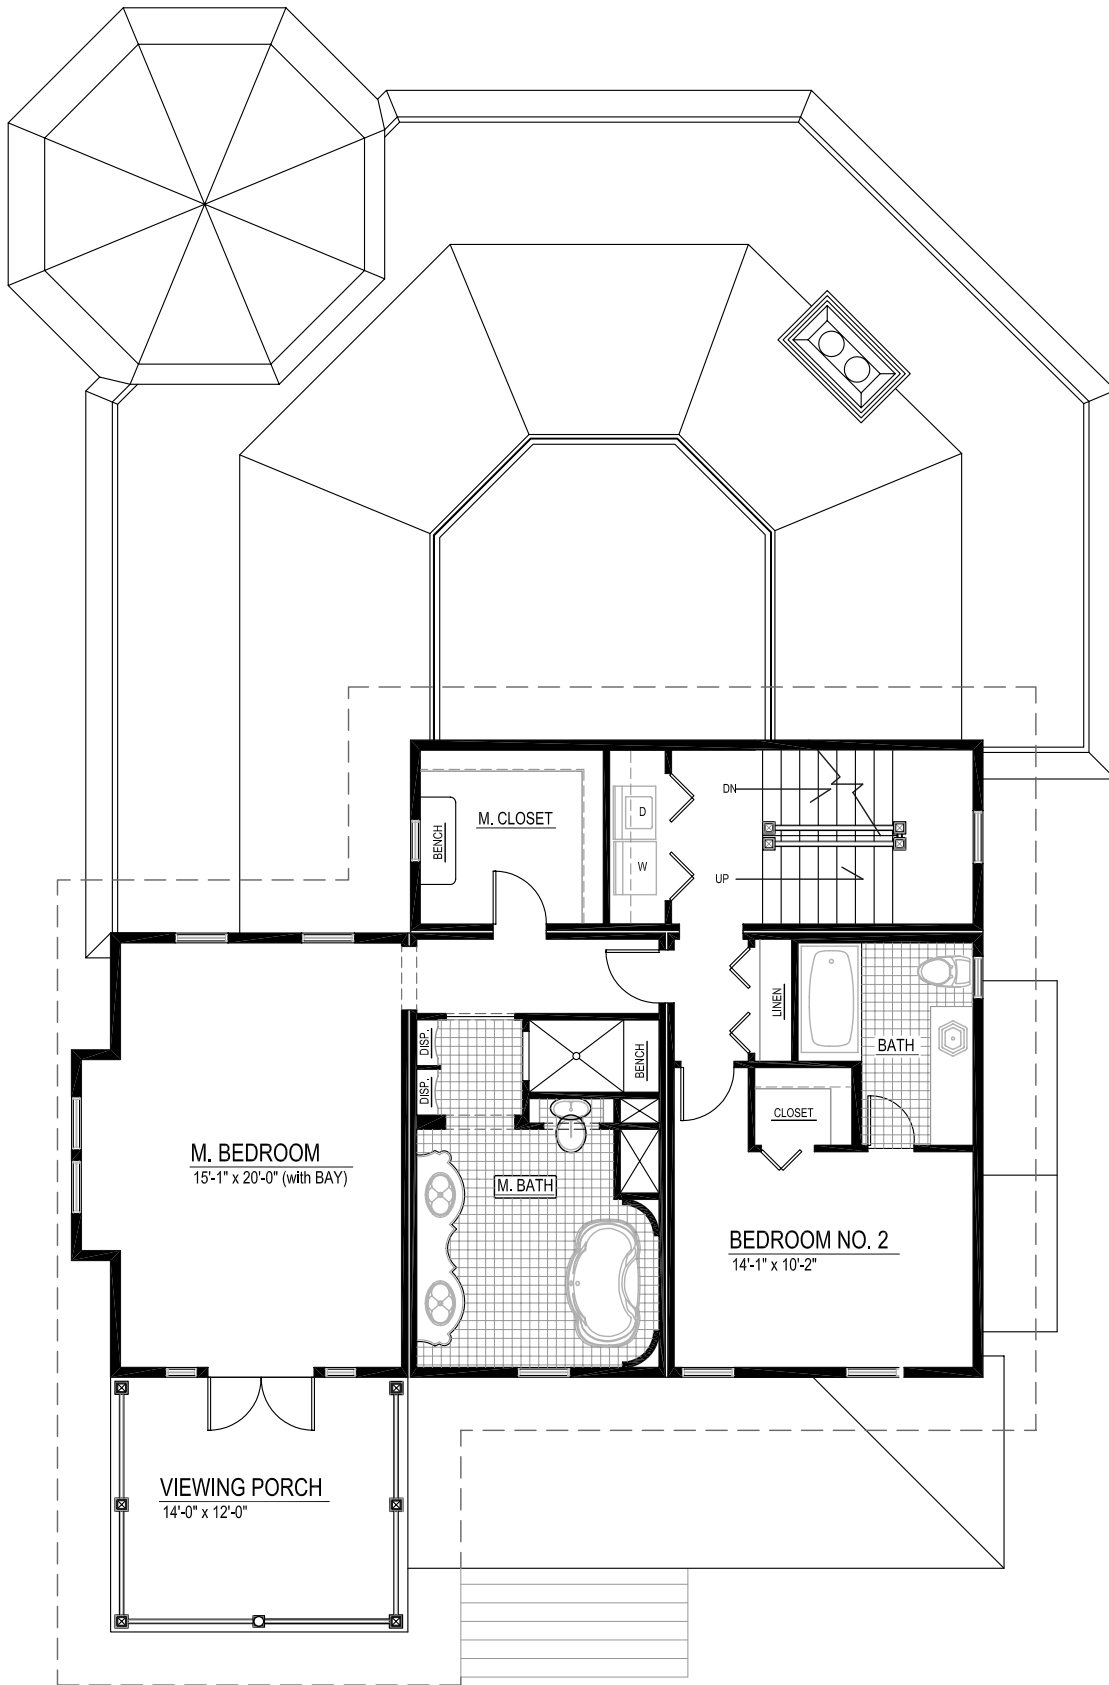 DN
D
M. CLOSET
BENCH
W
UP
LINEN
DISP.
BATH
BENCH
DISP.
CLOSET
M. BEDROOM
15'-1" x 20'-0" (with BAY)
M. BATH
BEDROOM NO. 2
14'-1" x 10'-2"
VIEWING PORCH
14'-0" x 12'-0"